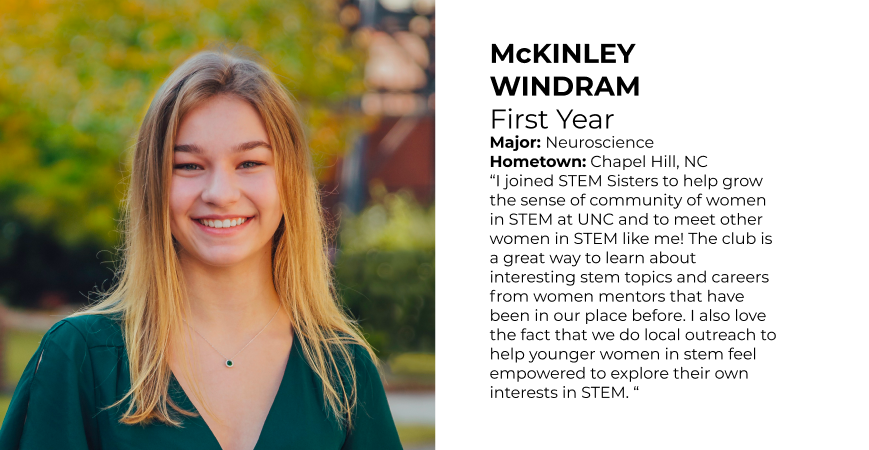 McKINLEY
WINDRAM
First Year
Major: Neuroscience
Hometown: Chapel Hill, NC
“I joined STEM Sisters to help grow
the sense of community of women
in STEM at UNC and to meet other
women in STEM like me! The club is
a great way to learn about
interesting stem topics and careers
from women mentors that have
been in our place before. I also love
the fact that we do local outreach to
help younger women in stem feel
empowered to explore their own
interests in STEM. “